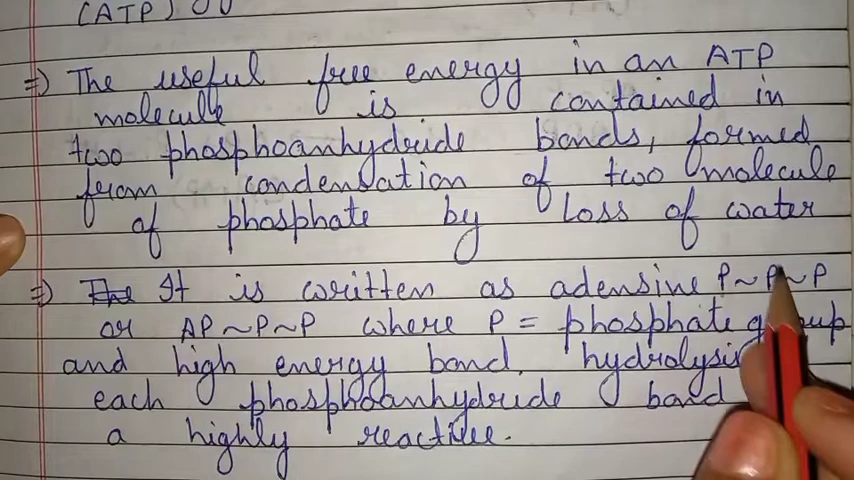 (ATP)
=) The useful free energy in an ATP
molecule is contained in
two phosphoanhydride bonds, formed
from condensation of two molecule
of phosphate by Loss of water
=) It is written as adensine P~P~P
or AP~P~P where P = phosphate group
and high energy bond. hydrolysi
each phosphoanhydride bond
a highly reactive.